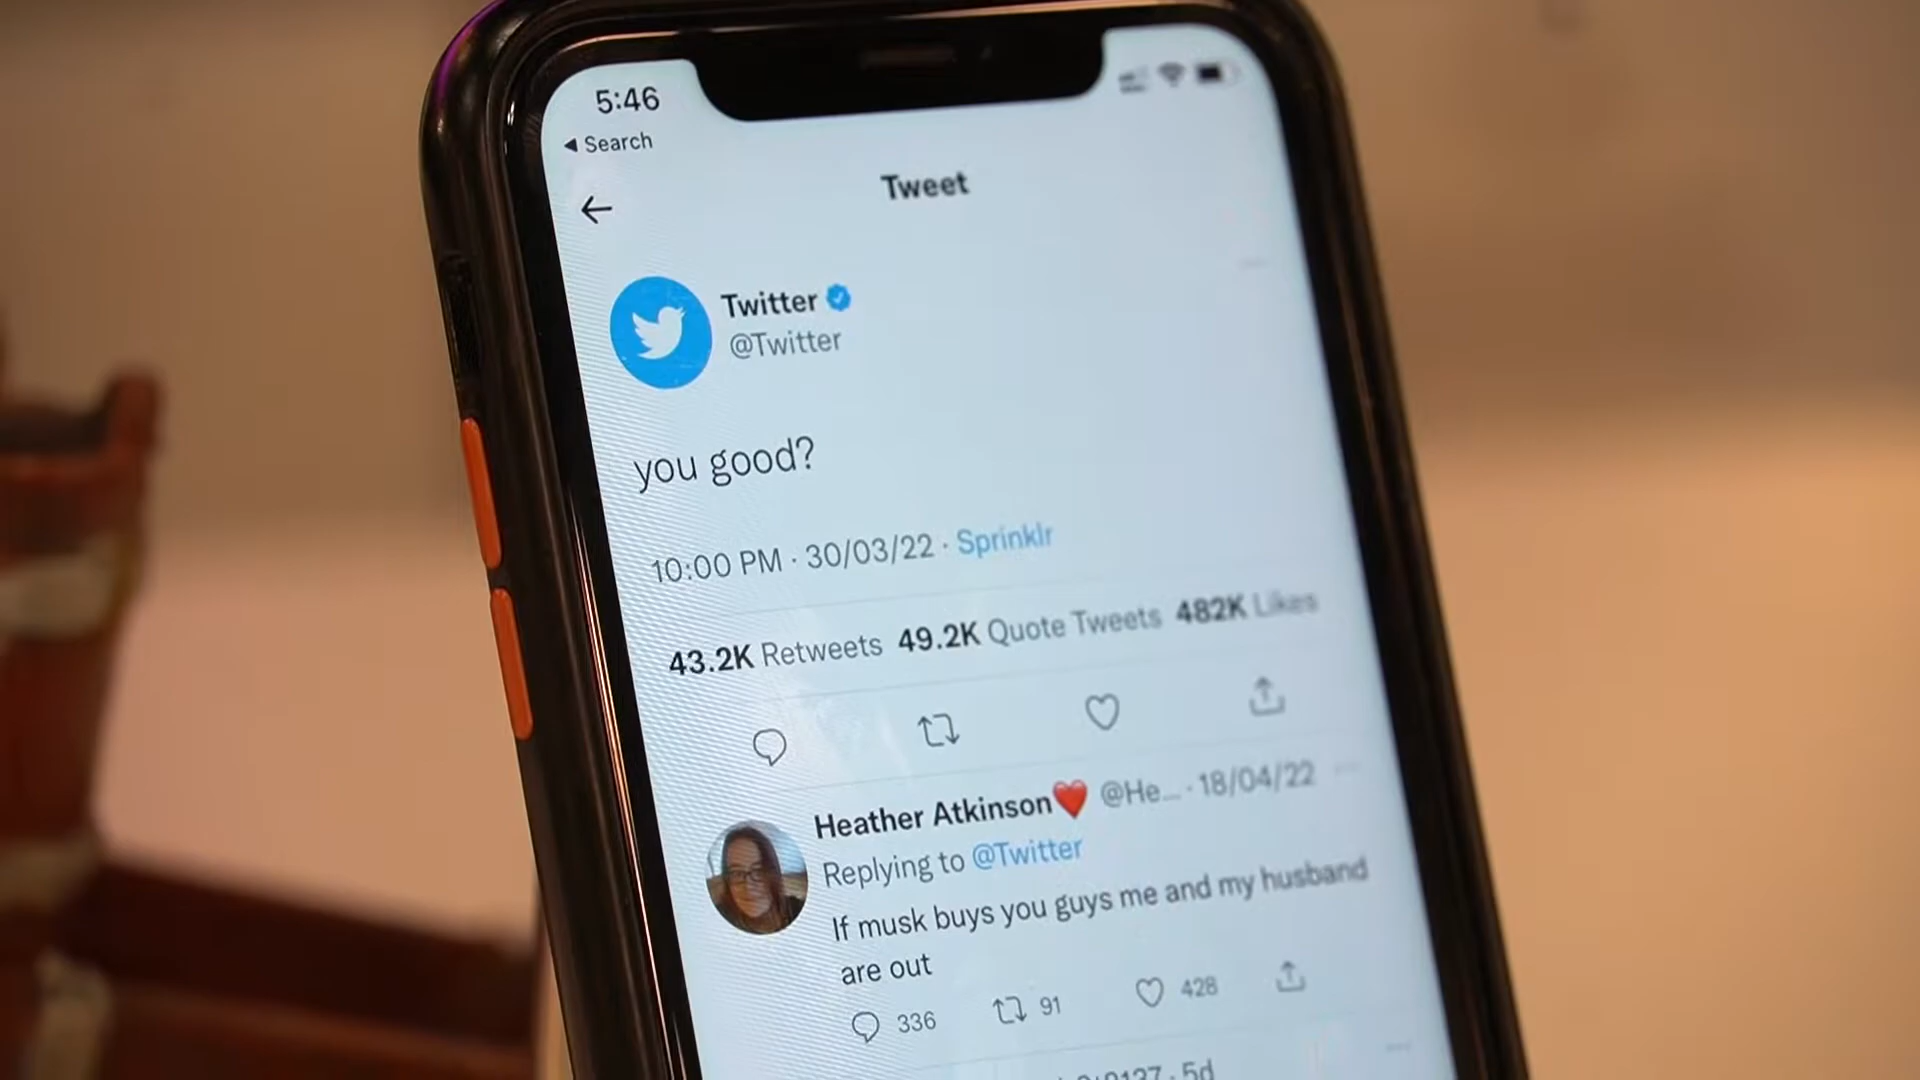 5:46
Search
Tweet
Twitter
@Twitter
you good?
10:00 PM · 30/03/22 · Sprinklr
43.2K Retweets 49.2K Quote Tweets 482K Likes
Heather Atkinson❤️ @He... · 18/04/22
Replying to @Twitter
If musk buys you guys me and my husband
are out
336 91 428
5d